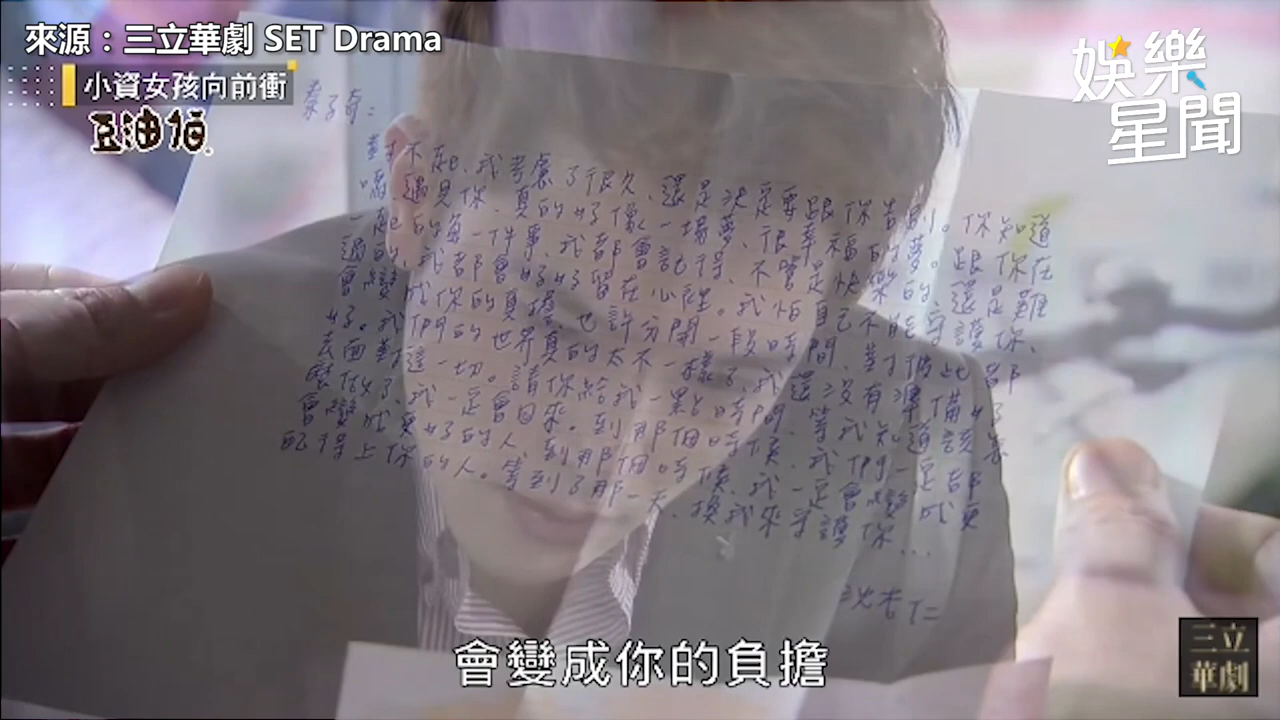 來源：三立華劇 SET Drama
小資女孩向前衝
豆油伯
娛樂
星聞
秦子奇：
對不起、我考慮了很久、還是決定要跟你告別。你知道
嗎、遇見你、真的好像一場夢、很幸福的夢。跟你在
一起的每一件事、我都會記得、不管是快樂的、還是難
過的、我都會好好留在心裡。我怕自己不能守護你、
會變成你的負擔、也許分開一段時間、對彼此都
好。我們的世界真的太不一樣了、我還沒有準備好
去面對這一切。請你給我一點時間、等我知道該怎
麼做了、我一定會回來。到那個時候、我們一定都
會變成更好的人、到那個時候、我一定會變成更
配得上你的人。等到了那一天、換我來守護你...
沈杏仁
會變成你的負擔
三立
華劇